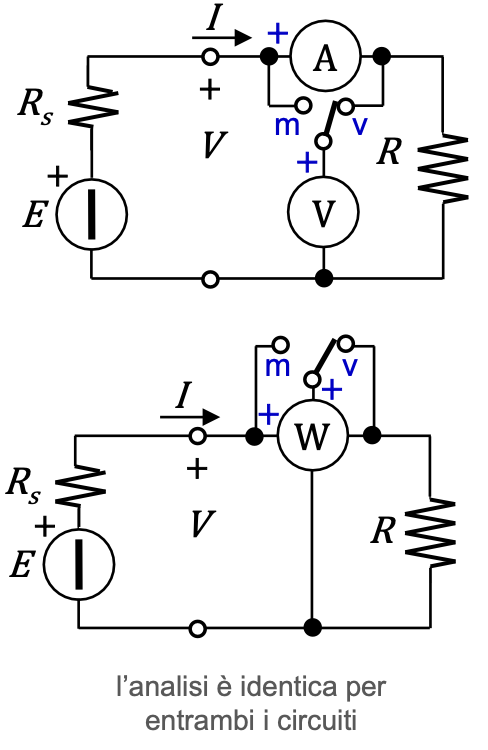 I
+
A
R_s
+
m
v
V
R
+
+
E
V
m
v
I
+
+
W
R_s
+
V
R
+
E
l'analisi è identica per
entrambi i circuiti